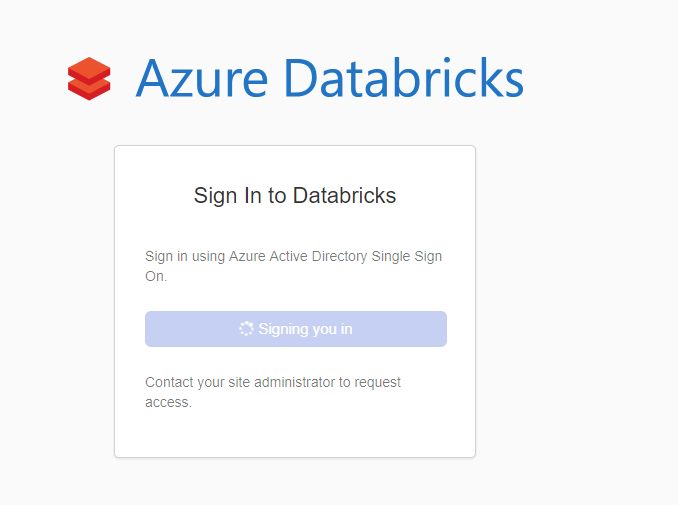 Azure Databricks
Sign In to Databricks
Sign in using Azure Active Directory Single Sign
On.
Signing you in
Contact your site administrator to request
access.